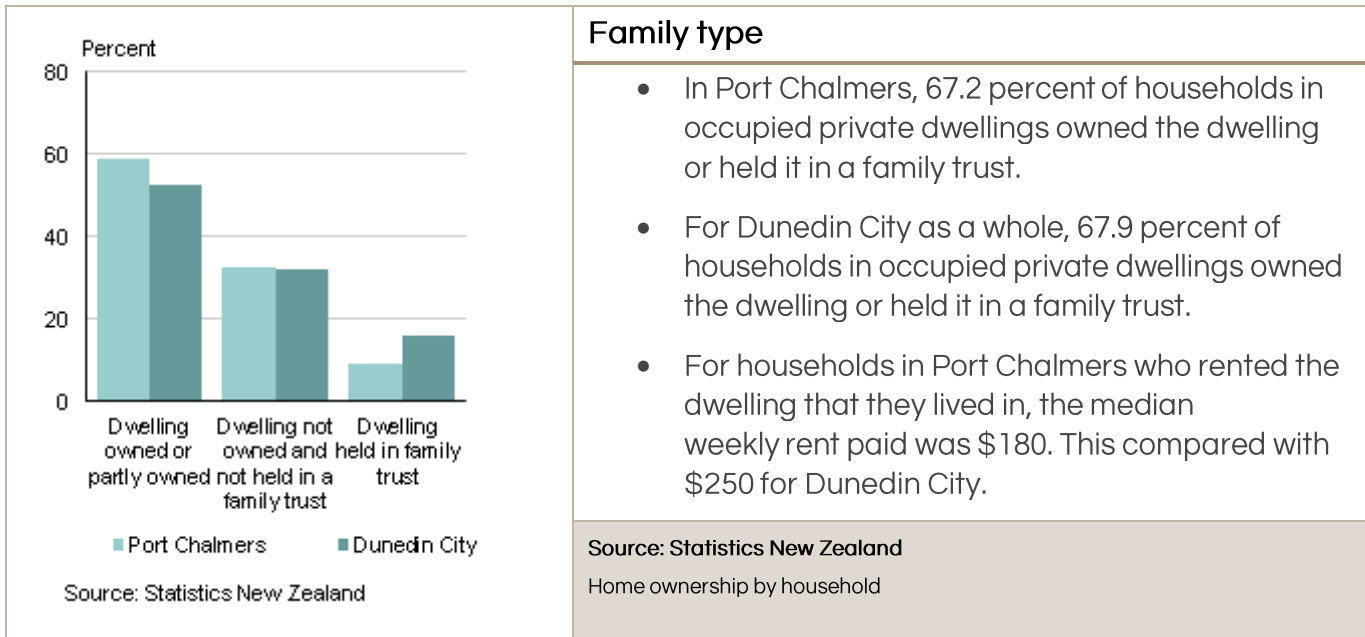 Percent
80
60
40
20
0
Dwelling owned or partly owned
Dwelling not owned and not held in a family trust
Dwelling held in family trust
Port Chalmers
Dunedin City
Source: Statistics New Zealand
Family type
• In Port Chalmers, 67.2 percent of households in
occupied private dwellings owned the dwelling
or held it in a family trust.
• For Dunedin City as a whole, 67.9 percent of
households in occupied private dwellings owned
the dwelling or held it in a family trust.
• For households in Port Chalmers who rented the
dwelling that they lived in, the median
weekly rent paid was $180. This compared with
$250 for Dunedin City.
Source: Statistics New Zealand
Home ownership by household